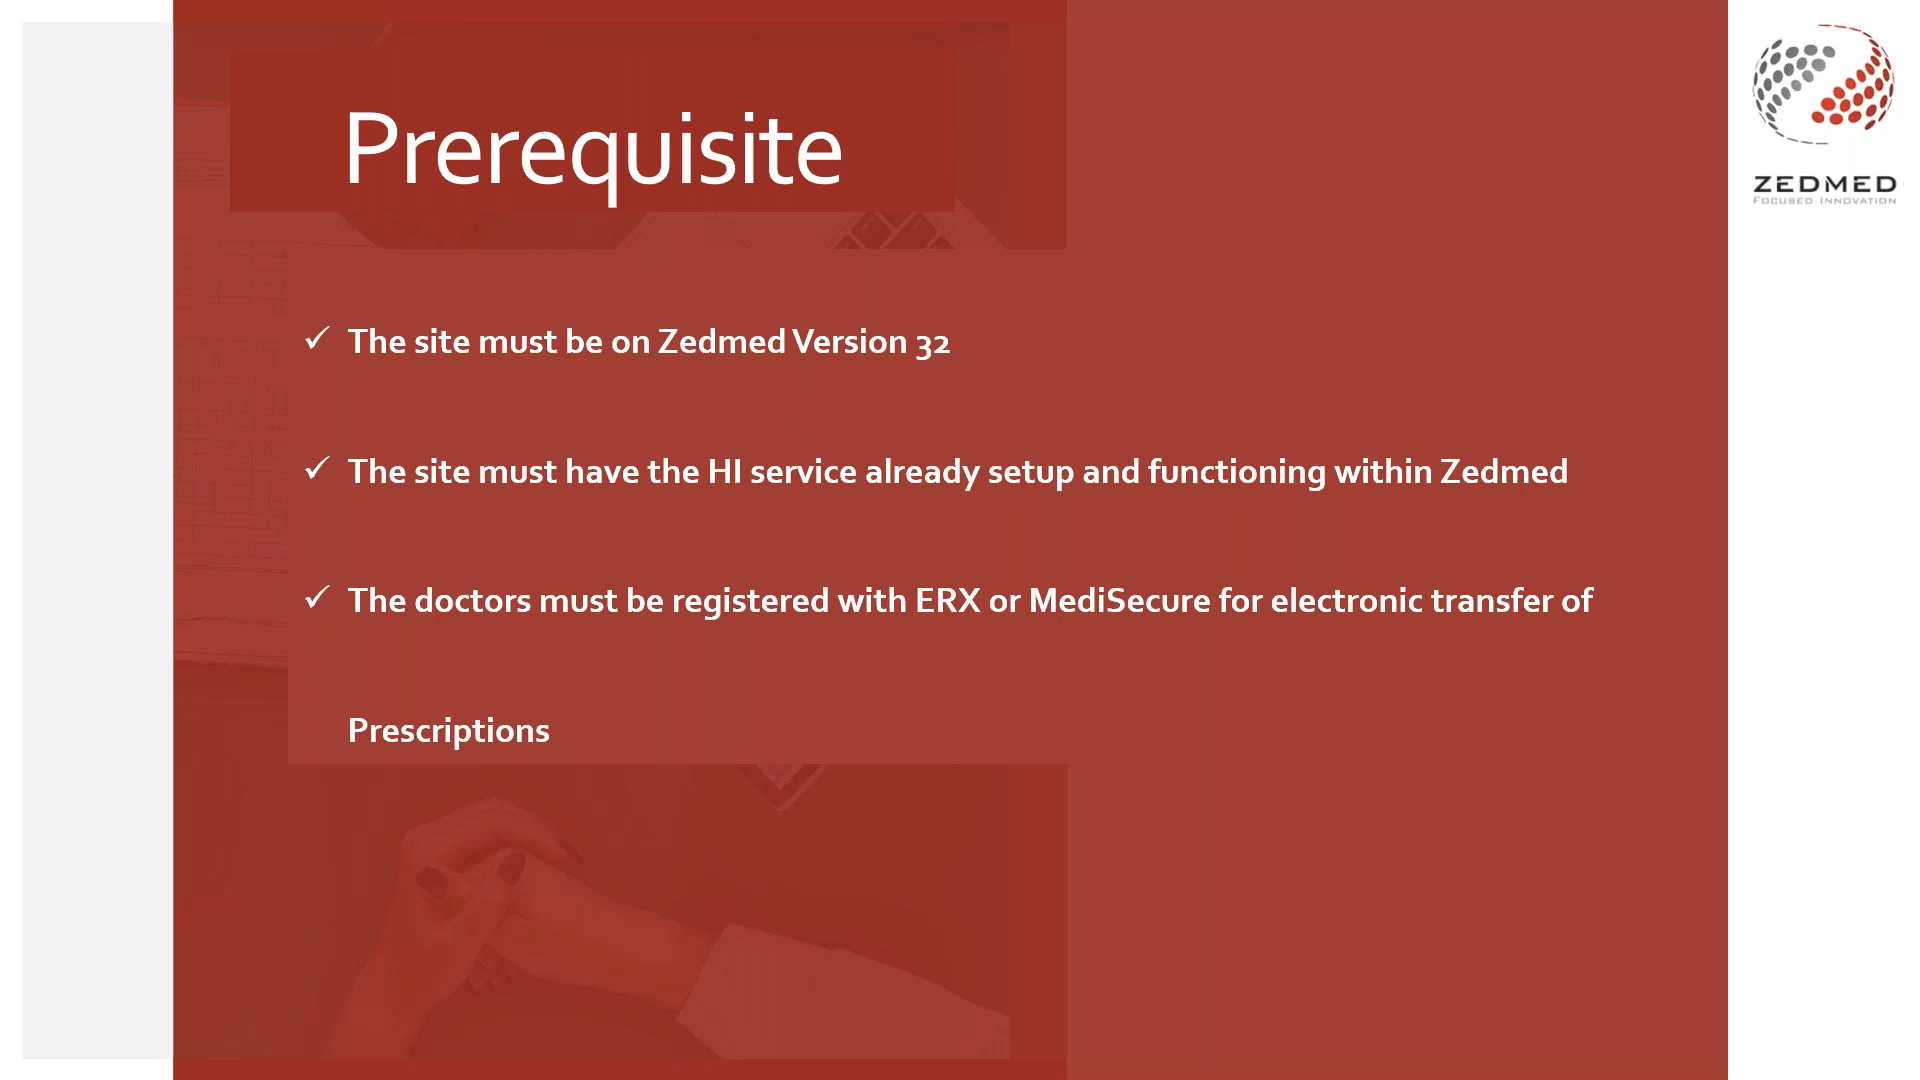 Prerequisite
ZEDMED
FOCUSED INNOVATION
✓ The site must be on Zedmed Version 32
✓ The site must have the HI service already setup and functioning within Zedmed
✓ The doctors must be registered with ERX or MediSecure for electronic transfer of
Prescriptions